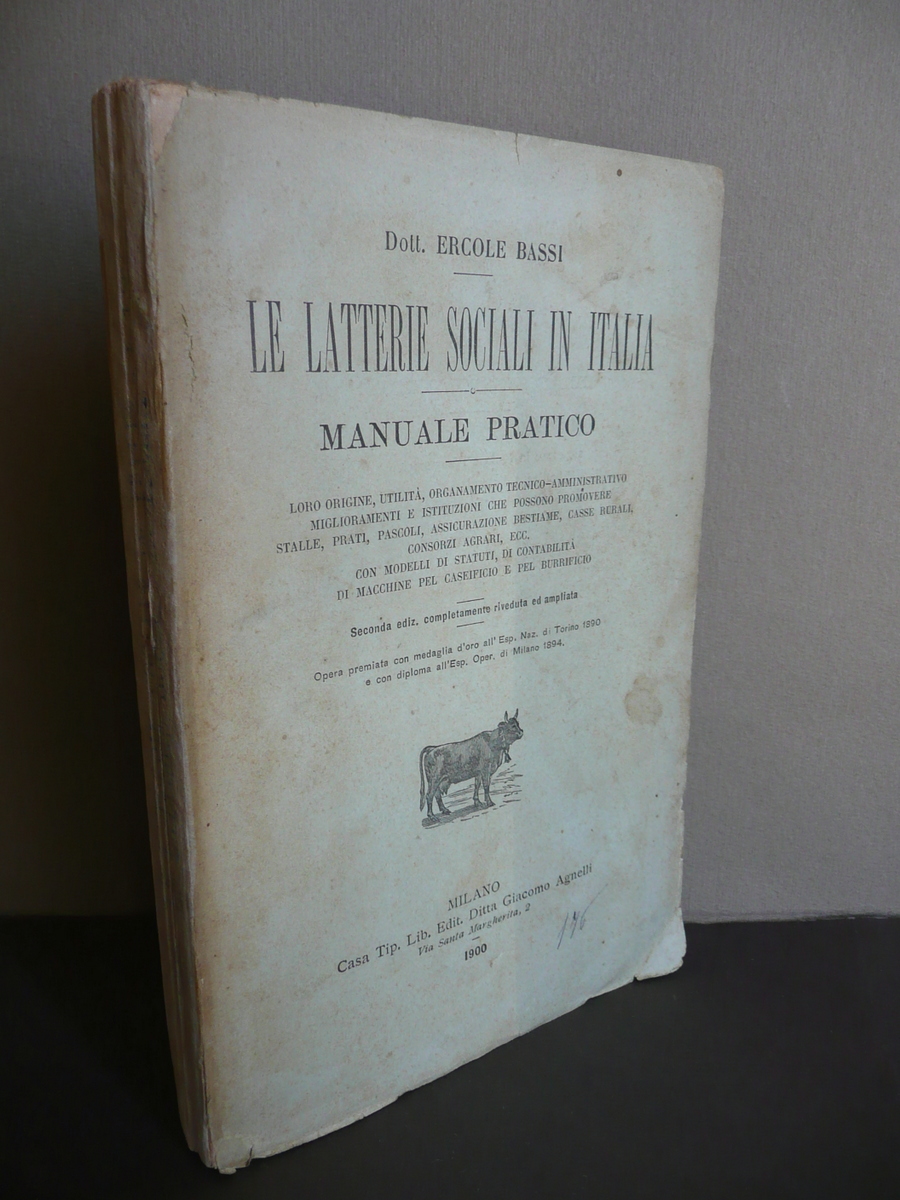 Dott. ERCOLE BASSI
LE LATTERIE SOCIALI IN ITALIA
MANUALE PRATICO
LORO ORIGINE, UTILITÀ, ORGANAMENTO TECNICO-AMMINISTRATIVO
MIGLIORAMENTI E ISTITUZIONI CHE POSSONO PROMOVERE
STALLE, PRATI, PASCOLI, ASSICURAZIONE BESTIAME, CASSE RURALI,
CONSORZI AGRARI, ECC.
CON MODELLI DI STATUTI, DI CONTABILITÀ
DI MACCHINE PEL CASEIFICIO E PEL BURRIFICIO
Seconda ediz. completamente riveduta ed ampliata
Opera premiata con medaglia d'oro all'Esp. Naz. di Torino 1890
e con diploma all'Esp. Oper. di Milano 1894.
MILANO
Casa Tip. Lib. Edit. Ditta Giacomo Agnelli
Via Santa Margherita, 2
1900